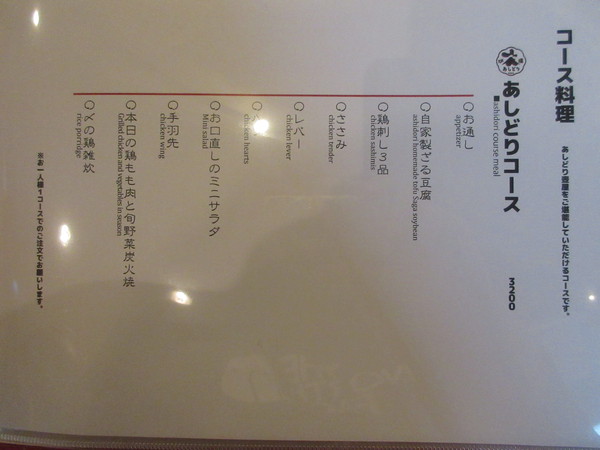 コース料理
あしどり壺屋をご堪能していただけるコースです。
あしどり
あしどりコース
■ashidori course meal
3200
○お通し
appetizer
○自家製ざる豆腐
ashidori homemade tofu Saga soybean
○鶏刺し3品
chicken sashimis
○ささみ
chicken tender
○レバー
chicken lever
chicken hearts
○お口直しのミニサラダ
Mini salad
○手羽先
chicken wing
○本日の鶏もも肉と旬野菜炭火焼
Grilled chicken and vegetables in season
○〆の鶏雑炊
rice porridge
※お一人様1コースでのご注文でお願いします。